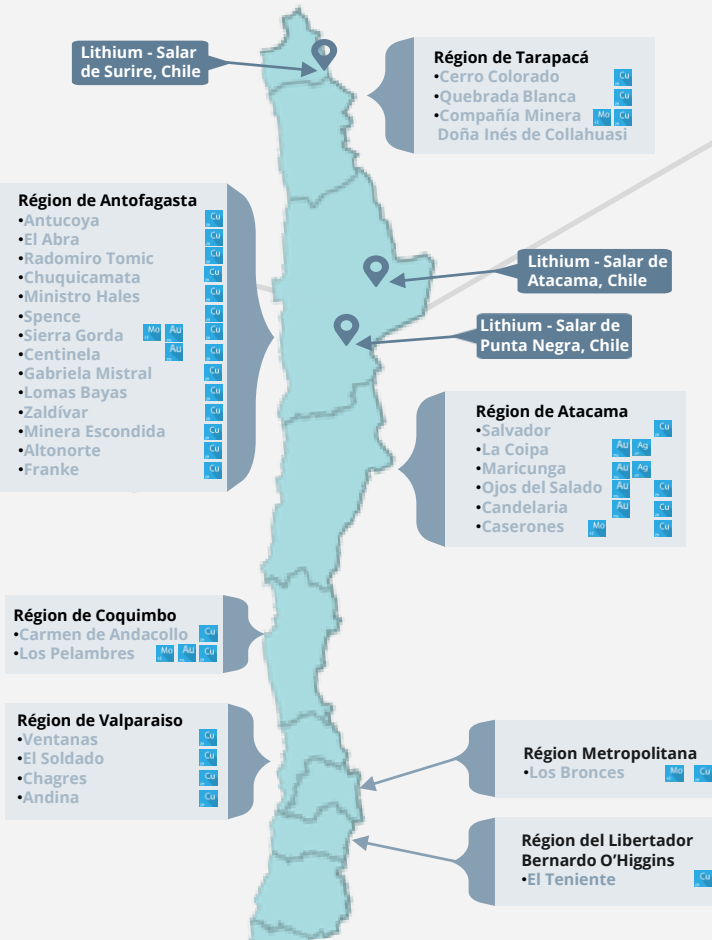 Lithium - Salar
de Surire, Chile
Région de Tarapacá
•Cerro Colorado Cu
•Quebrada Blanca Cu
•Compañía Minera Mo Cu
Doña Inés de Collahuasi
Région de Antofagasta
•Antucoya Cu
•El Abra Cu
•Radomiro Tomic Cu
•Chuquicamata Cu
•Ministro Hales Cu
•Spence Cu
•Sierra Gorda Mo Au Cu
•Centinela Au Cu
•Gabriela Mistral Cu
•Lomas Bayas Cu
•Zaldívar Cu
•Minera Escondida Cu
•Altonorte Cu
•Franke Cu
Lithium - Salar de
Atacama, Chile
Lithium - Salar de
Punta Negra, Chile
Région de Atacama
•Salvador Cu
•La Coipa Au Ag
•Maricunga Au Ag
•Ojos del Salado Au Cu
•Candelaria Au Cu
•Caserones Mo Cu
Région de Coquimbo
•Carmen de Andacollo Cu
•Los Pelambres Mo Au Cu
Région de Valparaiso
•Ventanas Cu
•El Soldado Cu
•Chagres Cu
•Andina Cu
Région Metropolitana
•Los Bronces Mo Cu
Région del Libertador
Bernardo O’Higgins
•El Teniente Cu